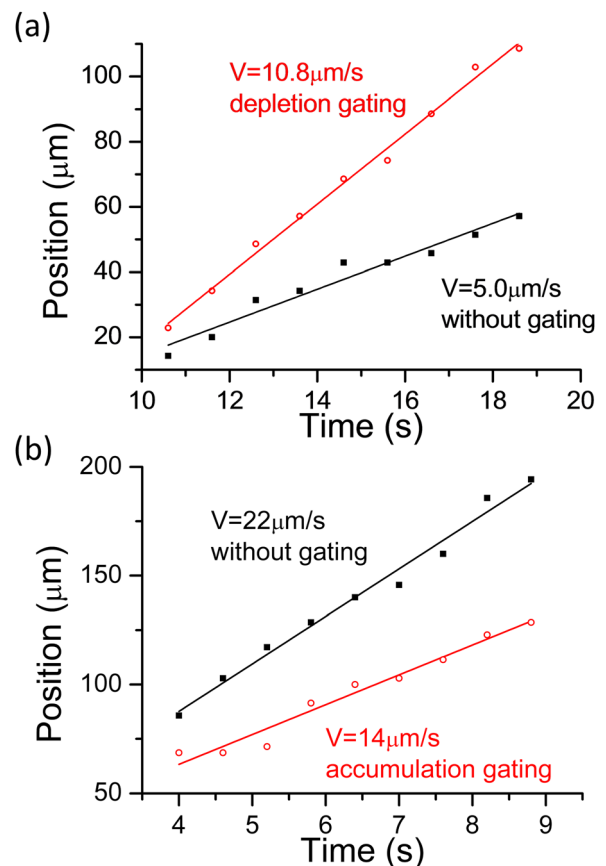 (a)
V=10.8μm/s
depletion gating
100
80
60
40
20
Position (μm)
V=5.0μm/s
without gating
10 12 14 16 18 20
Time (s)
(b)
200
150
100
50
Position (μm)
V=22μm/s
without gating
V=14μm/s
accumulation gating
4 5 6 7 8 9
Time (s)